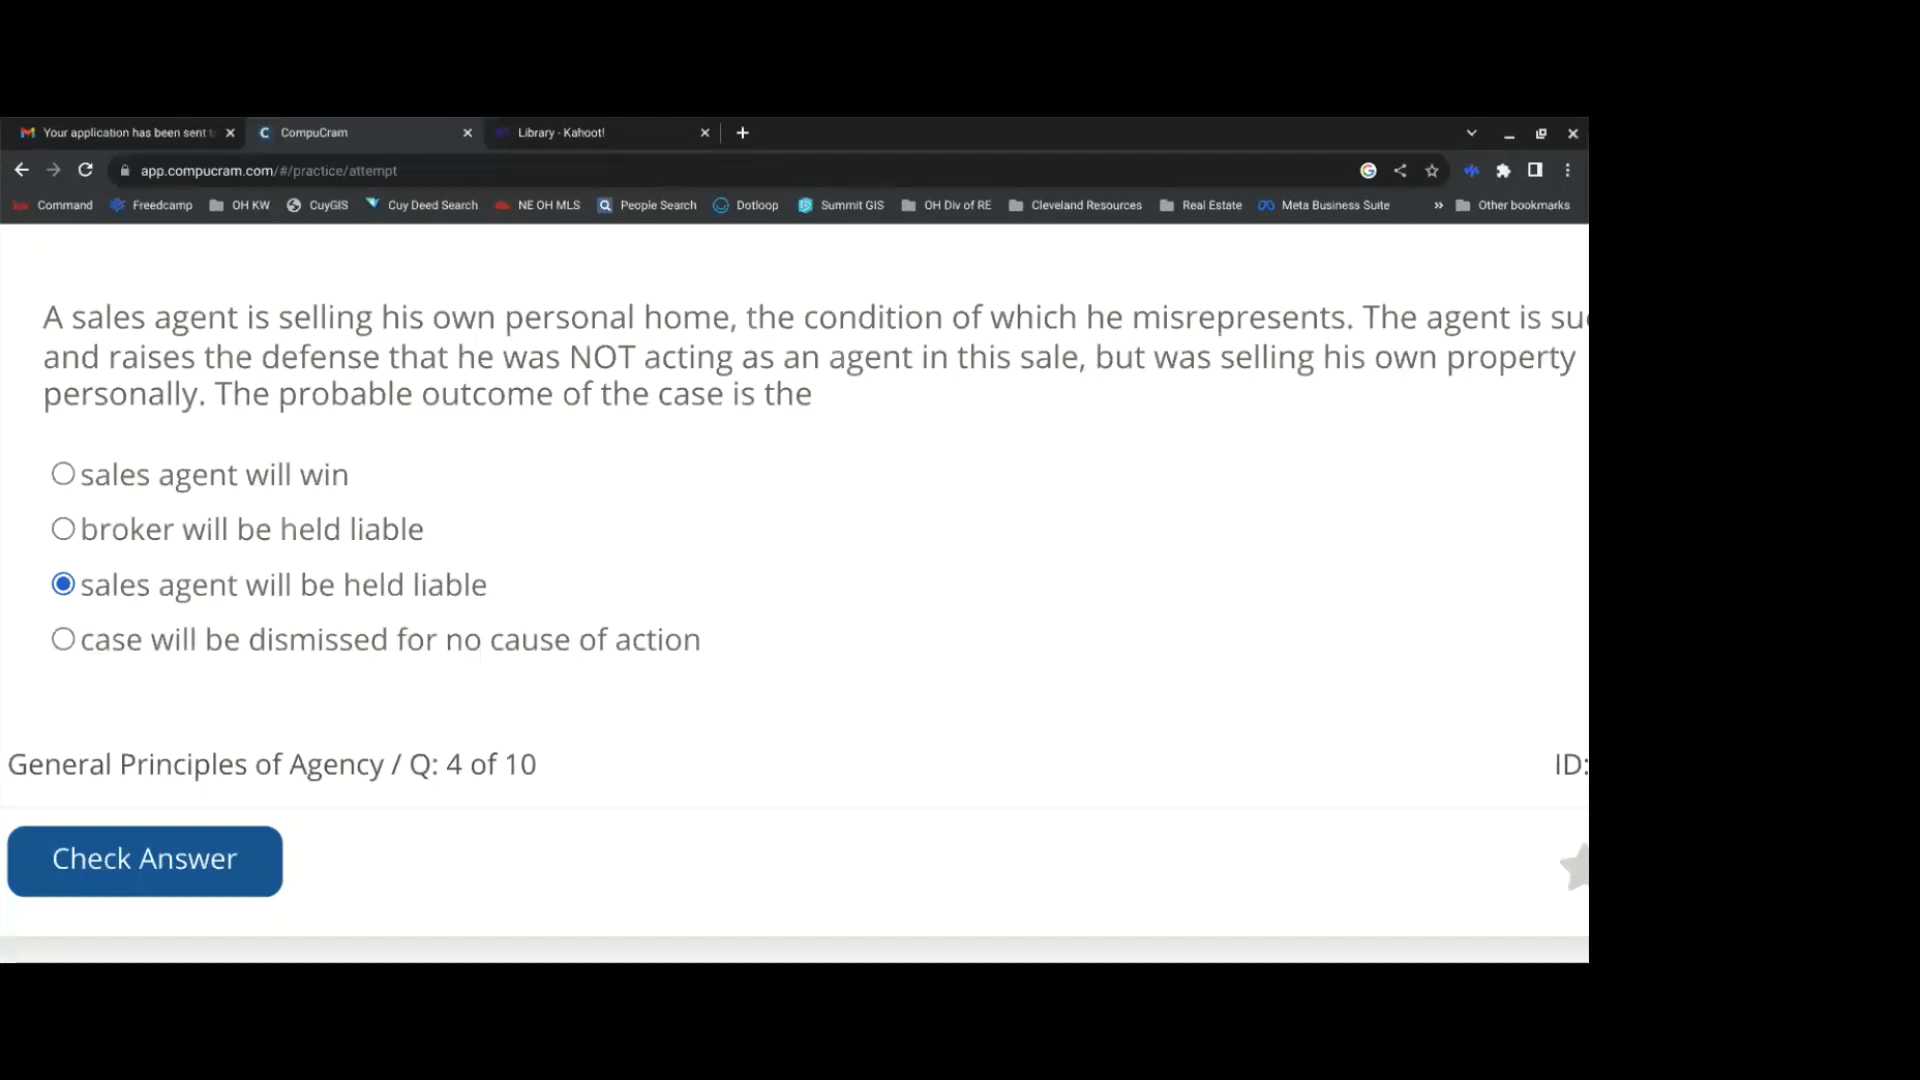 Your application has been sent t
CompuCram
Library - Kahoot!
app.compucram.com/#/practice/attempt
Command Freedcamp OH KW CuyGIS Cuy Deed Search NE OH MLS People Search Dotloop Summit GIS OH Div of RE Cleveland Resources Real Estate Meta Business Suite » Other bookmarks
A sales agent is selling his own personal home, the condition of which he misrepresents. The agent is su
and raises the defense that he was NOT acting as an agent in this sale, but was selling his own property
personally. The probable outcome of the case is the
sales agent will win
broker will be held liable
sales agent will be held liable
case will be dismissed for no cause of action
General Principles of Agency / Q: 4 of 10
ID:
Check Answer